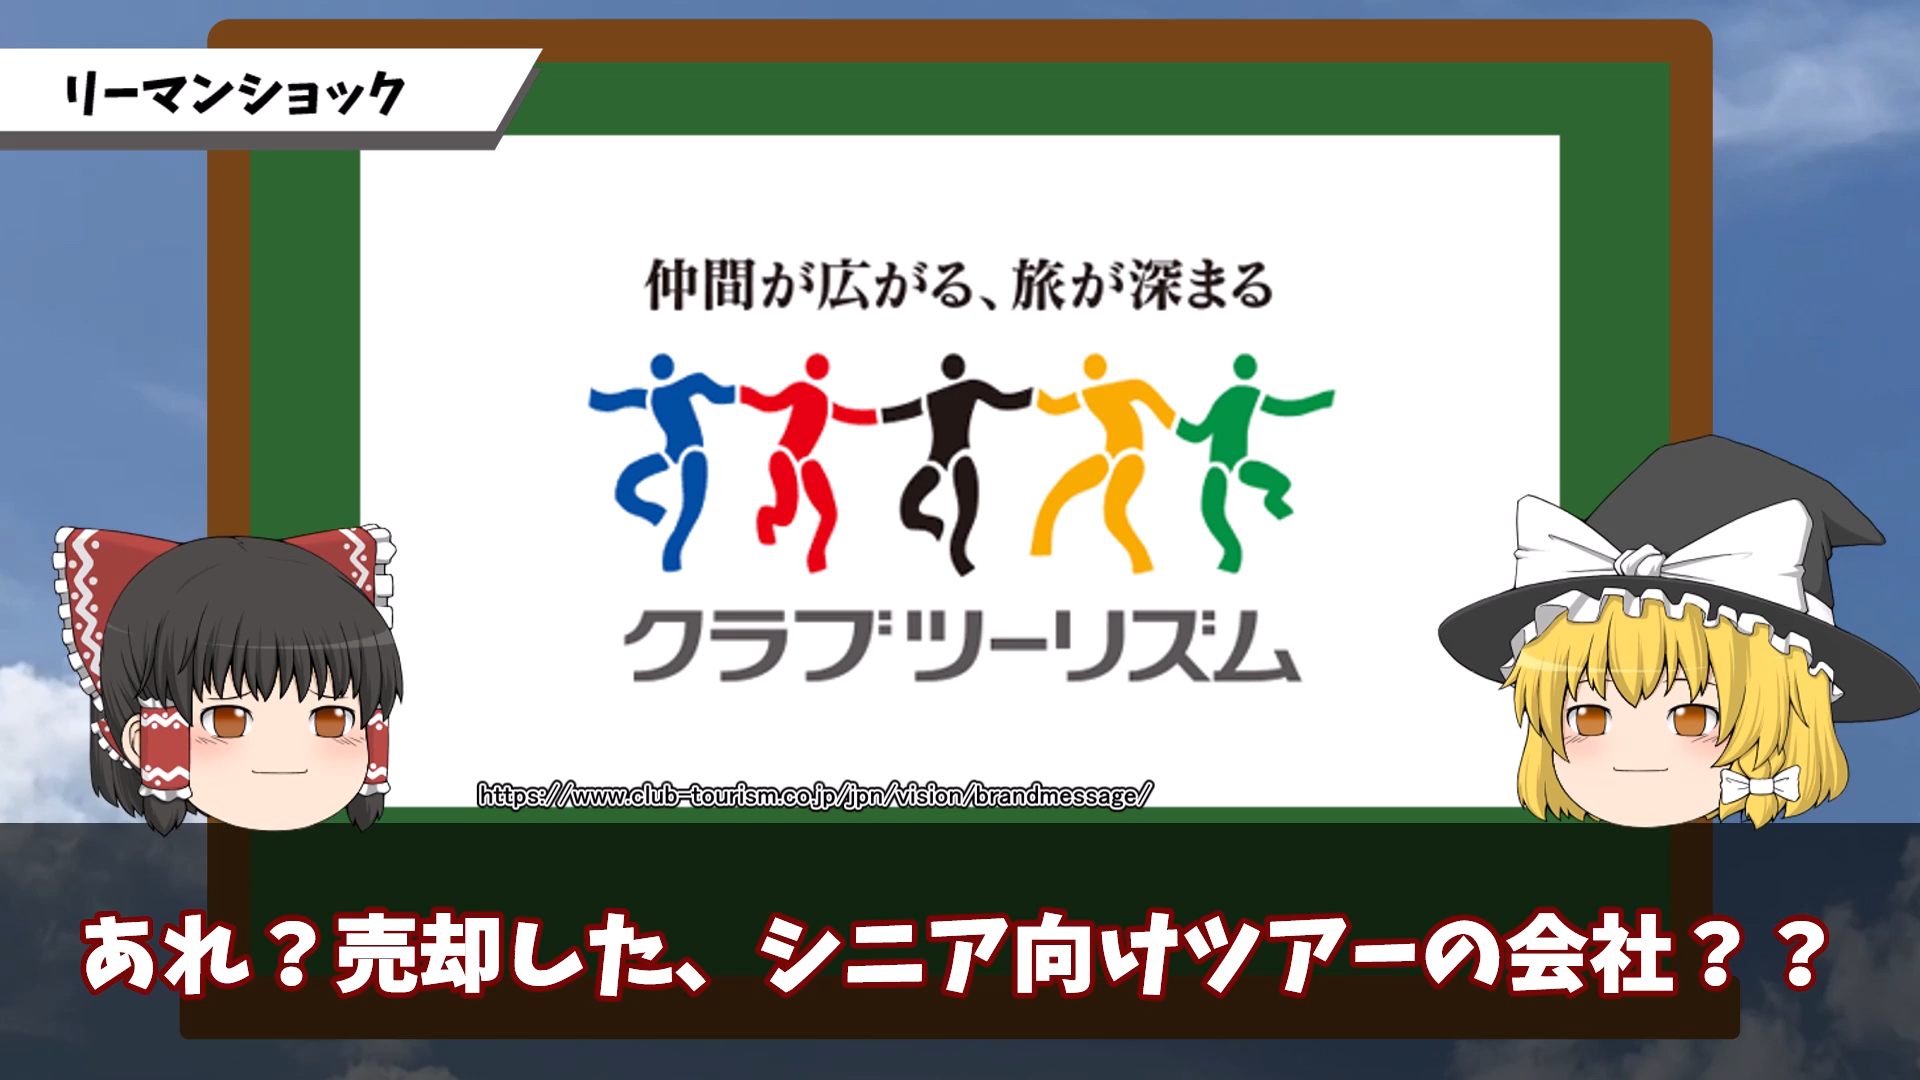 リーマンショック
仲間が広がる、旅が深まる
クラブツーリズム
https://www.club-tourism.co.jp/jpn/vision/brandmessage/
あれ？売却した、シニア向けツアーの会社？？